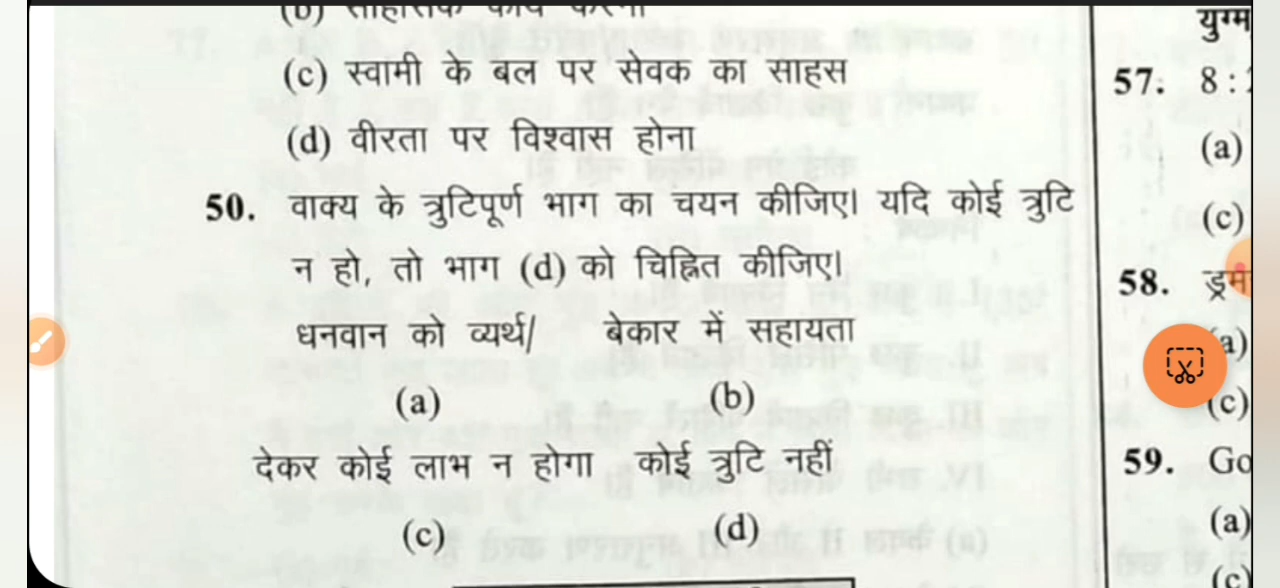 (c) स्वामी के बल पर सेवक का साहस
(d) वीरता पर विश्वास होना
50. वाक्य के त्रुटिपूर्ण भाग का चयन कीजिए। यदि कोई त्रुटि
न हो, तो भाग (d) को चिह्नित कीजिए।
धनवान को व्यर्थ/ बेकार में सहायता
(a) (b)
देकर कोई लाभ न होगा कोई त्रुटि नहीं
(c) (d)
युग्म
57. 8 :
(a)
(c)
58.
(a)
(c)
59. Go
(a)
(c)